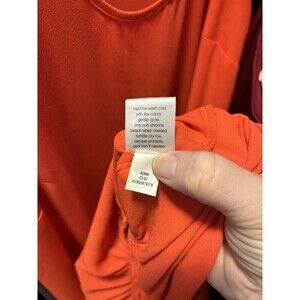 machine wash cold
with like colors
gentle cycle.
only non-chlorine
bleach when needed.
tumble dry low
remove promptly.
cool iron if needed.